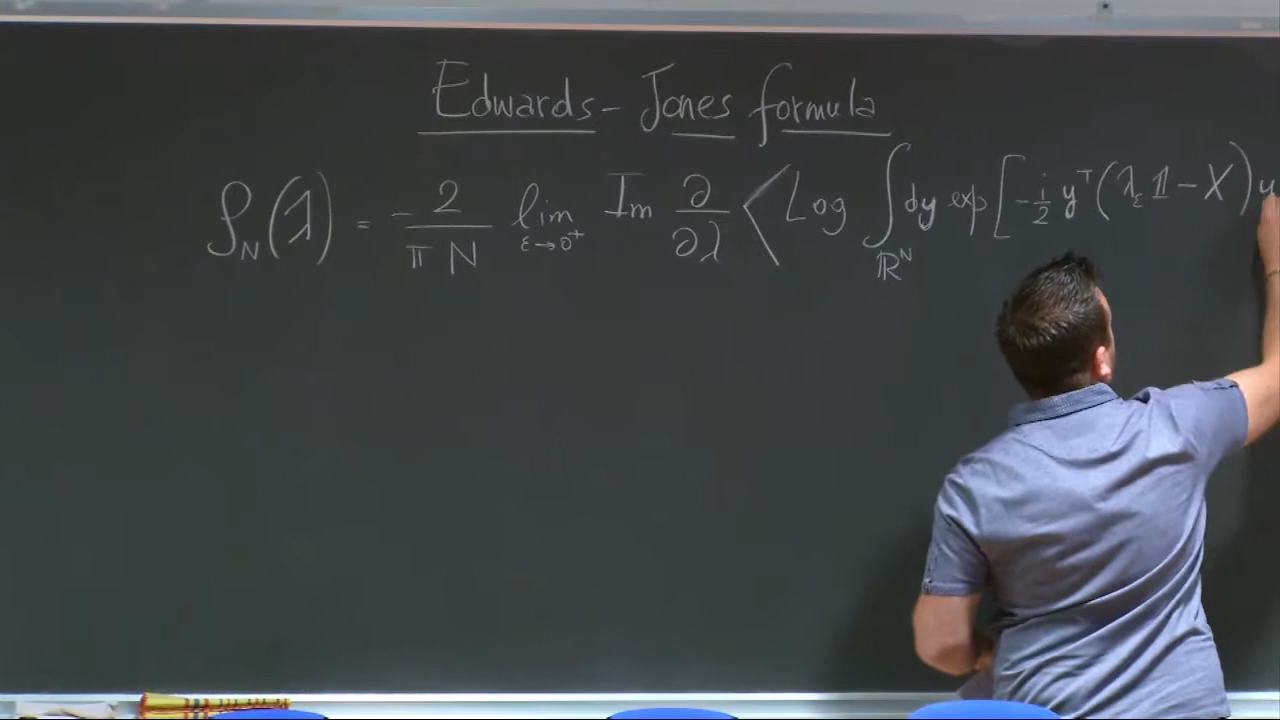 Edwards-Jones formula
ρ_N(λ) = -2/(πN) lim_{ε→0⁺} Im ∂/∂λ ⟨Log ∫_{ℝ^N} dy exp[-i/2 y^T(λ_ε 𝟙 - X)y